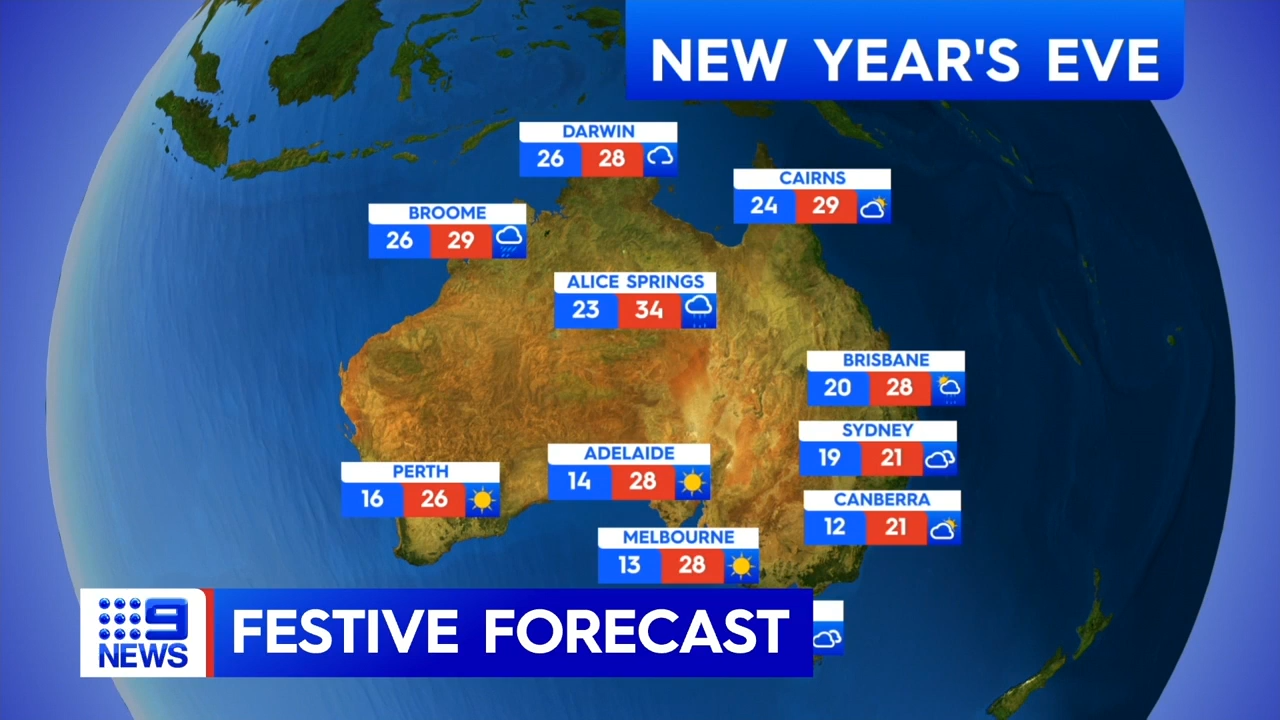 NEW YEAR'S EVE
DARWIN
26 28
CAIRNS
24 29
BROOME
26 29
ALICE SPRINGS
23 34
BRISBANE
20 28
SYDNEY
19 21
ADELAIDE
14 28
PERTH
16 26
CANBERRA
12 21
MELBOURNE
13 28
9
NEWS
FESTIVE FORECAST